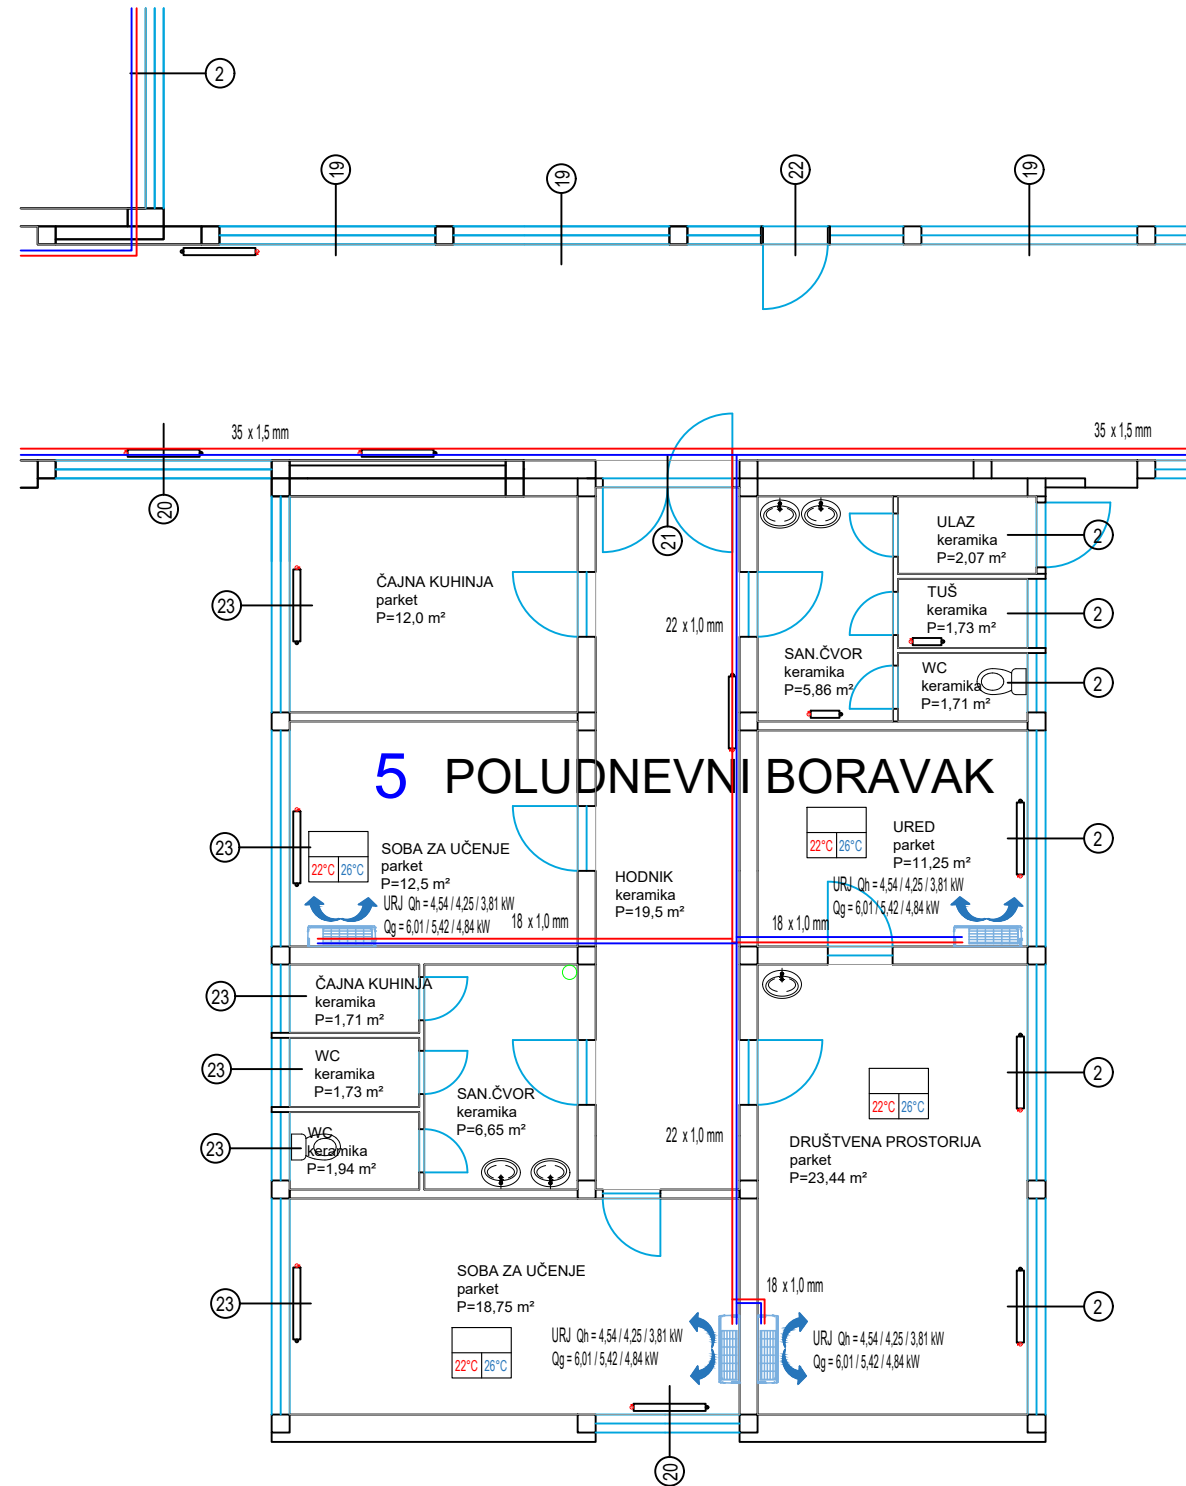 2
19
19
22
19
35 x 1,5 mm
35 x 1,5 mm
20
21
ULAZ
keramika
P=2,07 m²
2
ČAJNA KUHINJA
parket
P=12,0 m²
23
TUŠ
keramika
P=1,73 m²
2
22 x 1,0 mm
SAN.ČVOR
keramika
P=5,86 m²
WC
keramika
P=1,71 m²
2
5 POLUDNEVNI BORAVAK
23
22°C 26°C
SOBA ZA UČENJE
parket
P=12,5 m²
URJ Qh = 4,54 / 4,25 / 3,81 kW
Qg = 6,01 / 5,42 / 4,84 kW
18 x 1,0 mm
HODNIK
keramika
P=19,5 m²
22°C 26°C
URED
parket
P=11,25 m²
2
URJ Qh = 4,54 / 4,25 / 3,81 kW
Qg = 6,01 / 5,42 / 4,84 kW
18 x 1,0 mm
23
ČAJNA KUHINJA
keramika
P=1,71 m²
23
WC
keramika
P=1,73 m²
2
SAN.ČVOR
keramika
P=6,65 m²
22°C 26°C
23
WC
keramika
P=1,94 m²
22 x 1,0 mm
DRUŠTVENA PROSTORIJA
parket
P=23,44 m²
SOBA ZA UČENJE
parket
P=18,75 m²
23
18 x 1,0 mm
2
22°C 26°C
URJ Qh = 4,54 / 4,25 / 3,81 kW
Qg = 6,01 / 5,42 / 4,84 kW
URJ Qh = 4,54 / 4,25 / 3,81 kW
Qg = 6,01 / 5,42 / 4,84 kW
20